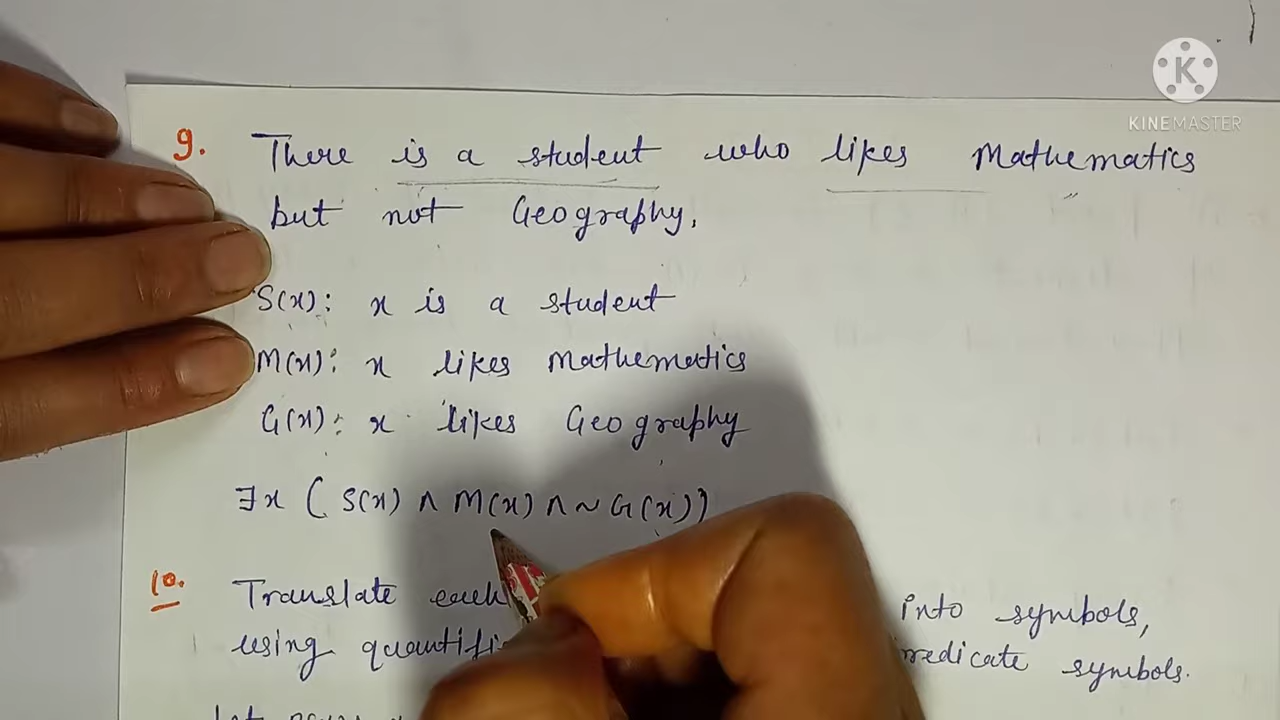 KINEMASTER
9. There is a student who likes Mathematics
but not Geography.
S(x): x is a student
M(x): x likes Mathematics
G(x): x likes Geography
∃x (S(x) ∧ M(x) ∧ ~ G(x))
10. Translate each into symbols,
using symbols.